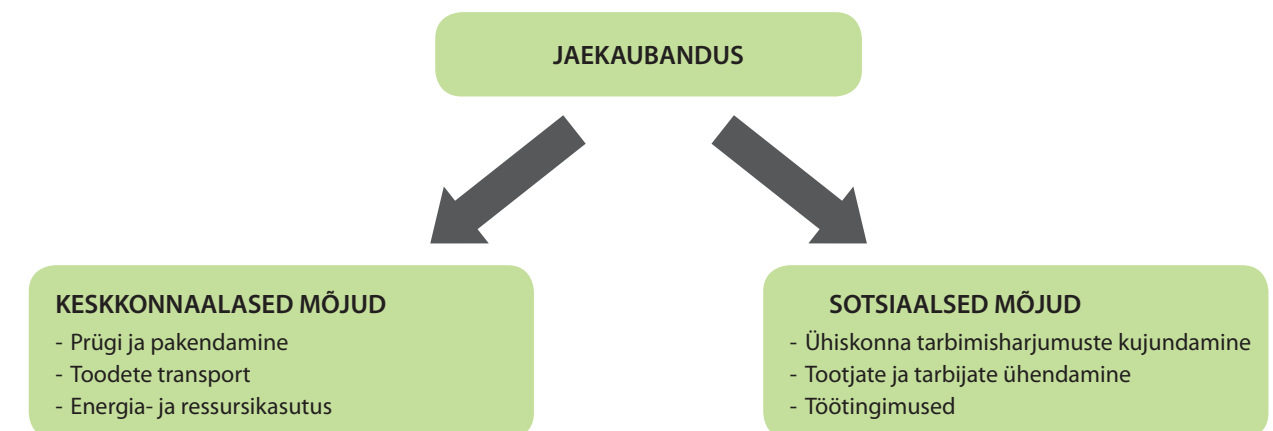 JAEKAUBANDUS
KESKKONNAALASED MÕJUD
- Prügi ja pakendamine
- Toodete transport
- Energia- ja ressursikasutus
SOTSIAALSED MÕJUD
- Ühiskonna tarbimisharjumuste kujundamine
- Tootjate ja tarbijate ühendamine
- Töötingimused